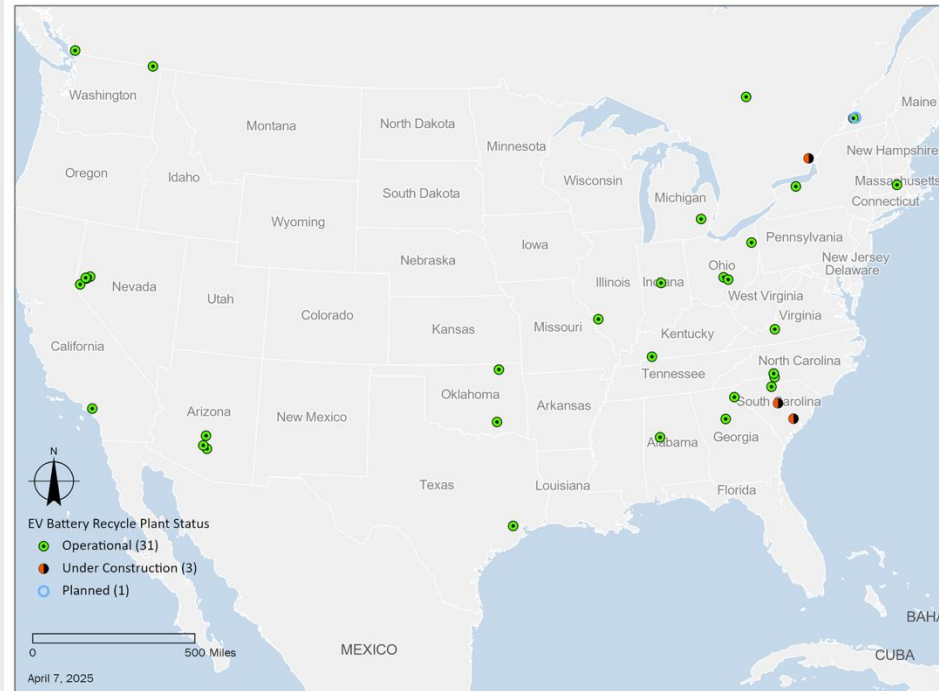 Washington
Montana
North Dakota
Minnesota
Maine
Oregon
Idaho
South Dakota
Wisconsin
Michigan
New Hampshire
Massachusetts
Connecticut
Wyoming
Iowa
Pennsylvania
New Jersey
Delaware
Nebraska
Nevada
Utah
Illinois
Indiana
Ohio
West Virginia
Virginia
Colorado
Kansas
Missouri
Kentucky
California
North Carolina
Tennessee
Oklahoma
Arkansas
South Carolina
Arizona
New Mexico
Alabama
Georgia
Texas
Louisiana
Florida
N
EV Battery Recycle Plant Status
Operational (31)
Under Construction (3)
Planned (1)
BAHA
0 500 Miles
MEXICO
CUBA
April 7, 2025